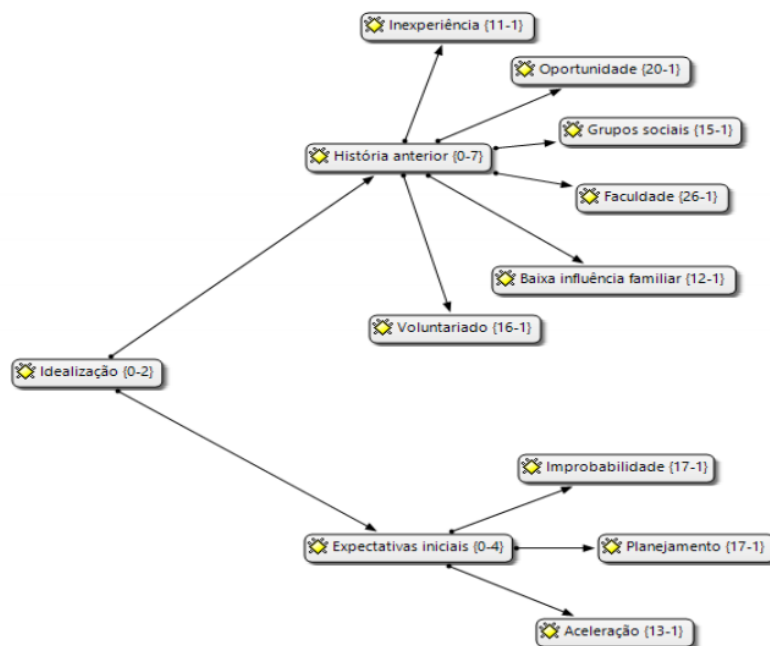 Inexperiência {11-1}
Oportunidade {20-1}
Grupos sociais {15-1}
História anterior {0-7}
Faculdade {26-1}
Baixa influência familiar {12-1}
Voluntariado {16-1}
Idealização {0-2}
Improbabilidade {17-1}
Expectativas iniciais {0-4}
Planejamento {17-1}
Aceleração {13-1}